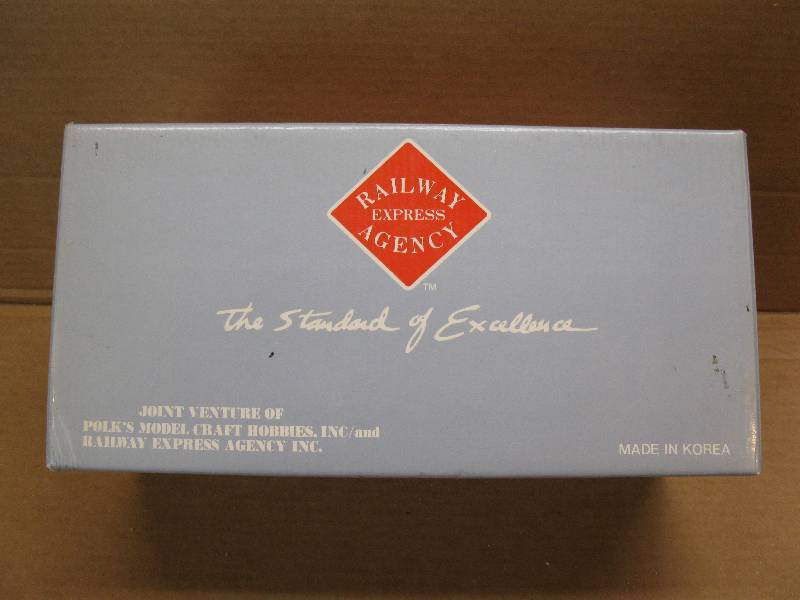 RAILWAY
EXPRESS
AGENCY
TM
The Standard of Excellence
JOINT VENTURE OF
POLK'S MODEL CRAFT HOBBIES, INC/and
RAILWAY EXPRESS AGENCY INC.
MADE IN KOREA